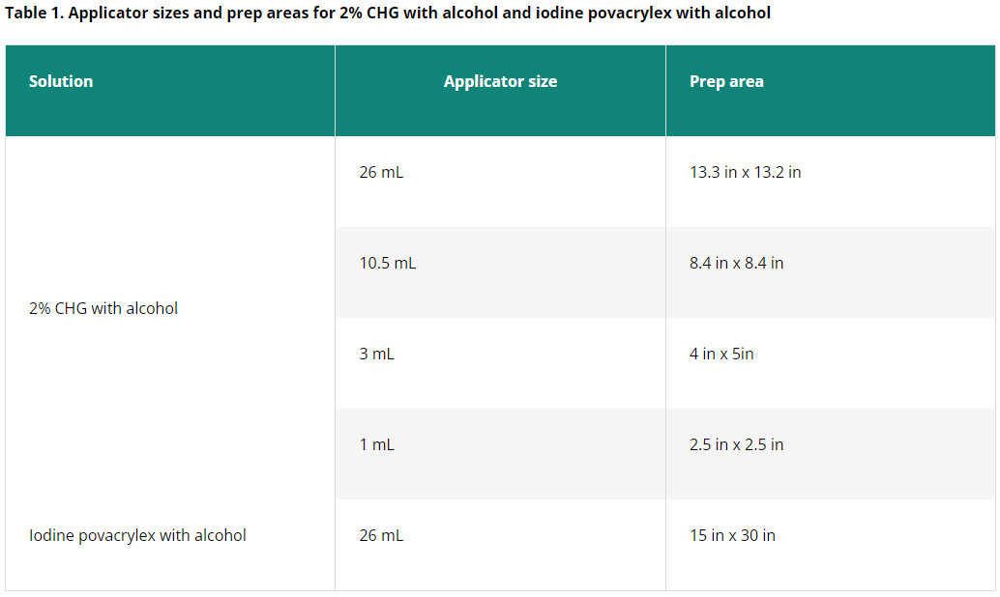 Table 1. Applicator sizes and prep areas for 2% CHG with alcohol and iodine povacrylex with alcohol
Solution Applicator size Prep area
26 mL 13.3 in x 13.2 in
10.5 mL 8.4 in x 8.4 in
2% CHG with alcohol
3 mL 4 in x 5in
1 mL 2.5 in x 2.5 in
Iodine povacrylex with alcohol 26 mL 15 in x 30 in